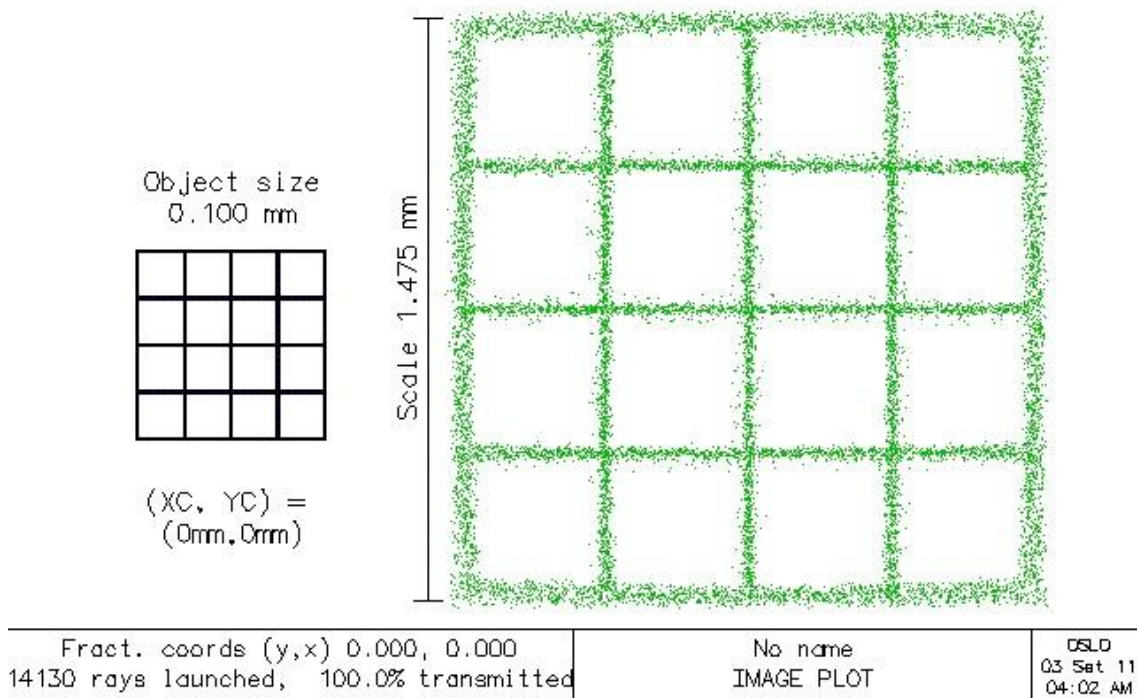 Object size
0.100 mm
Scale 1.475 mm
(XC, YC) =
(0mm,0mm)
Fract. coords (y,x) 0.000, 0.000
14130 rays launched, 100.0% transmitted
No name
IMAGE PLOT
OSLO
03 Set 11
04:02 AM